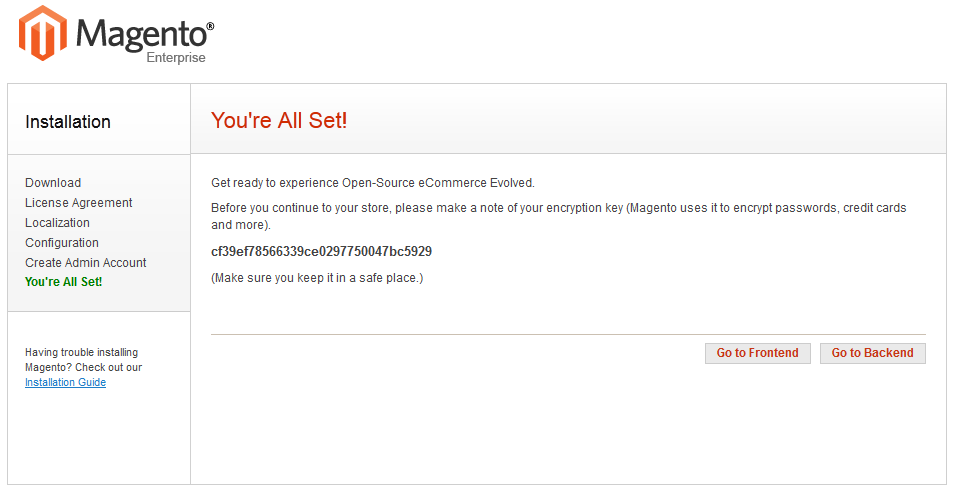 Magento®
Enterprise
Installation
Download
License Agreement
Localization
Configuration
Create Admin Account
You're All Set!
Having trouble installing
Magento? Check out our
Installation Guide
You're All Set!
Get ready to experience Open-Source eCommerce Evolved.
Before you continue to your store, please make a note of your encryption key (Magento uses it to encrypt passwords, credit cards
and more).
cf39ef78566339ce0297750047bc5929
(Make sure you keep it in a safe place.)
Go to Frontend
Go to Backend